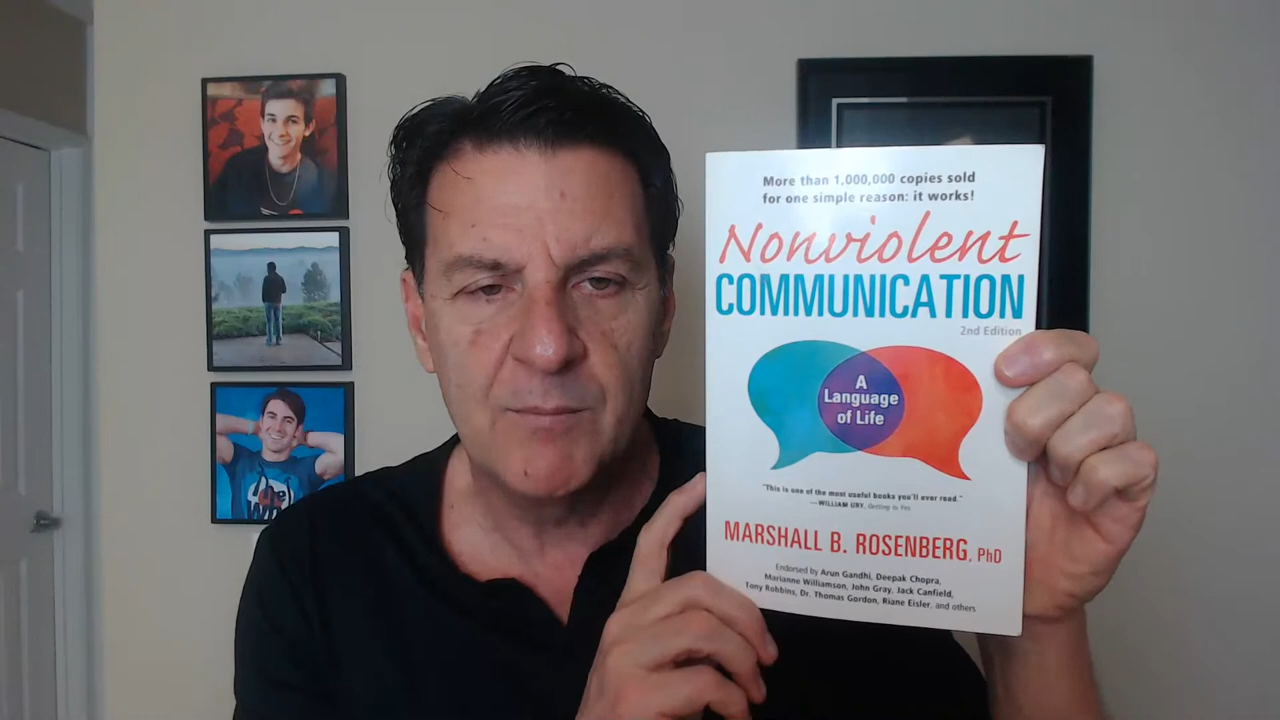 More than 1,000,000 copies sold
for one simple reason: it works!
Nonviolent
COMMUNICATION
2nd Edition
A
Language
of Life
"This is one of the most useful books you'll ever read."
—WILLIAM URY, Getting to Yes
MARSHALL B. ROSENBERG, PhD
Endorsed by Arun Gandhi, Deepak Chopra,
Marianne Williamson, John Gray, Jack Canfield,
Tony Robbins, Dr. Thomas Gordon, Riane Eisler, and others